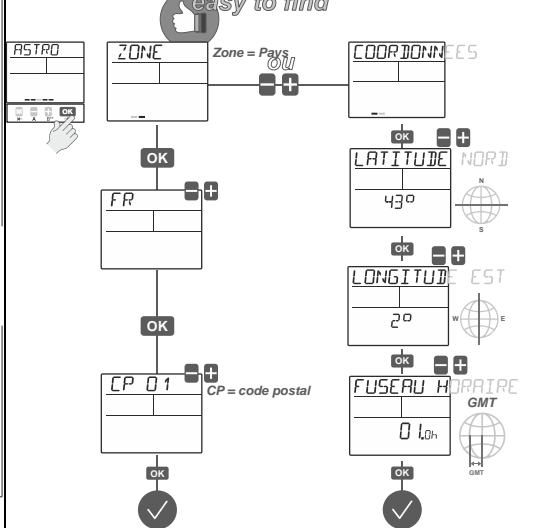 easy to find
ASTRO
OK
ZONE
Zone = Pays
ou
- +
COORDONNEES
OK
- +
OK
LATITUDE NORD
43°
N
S
FR
- +
OK
- +
LONGITUDE EST
2°
W E
OK
OK
- +
FUSEAU HORAIRE
GMT
01.0h
GMT
CP 01
- +
CP = code postal
OK
OK